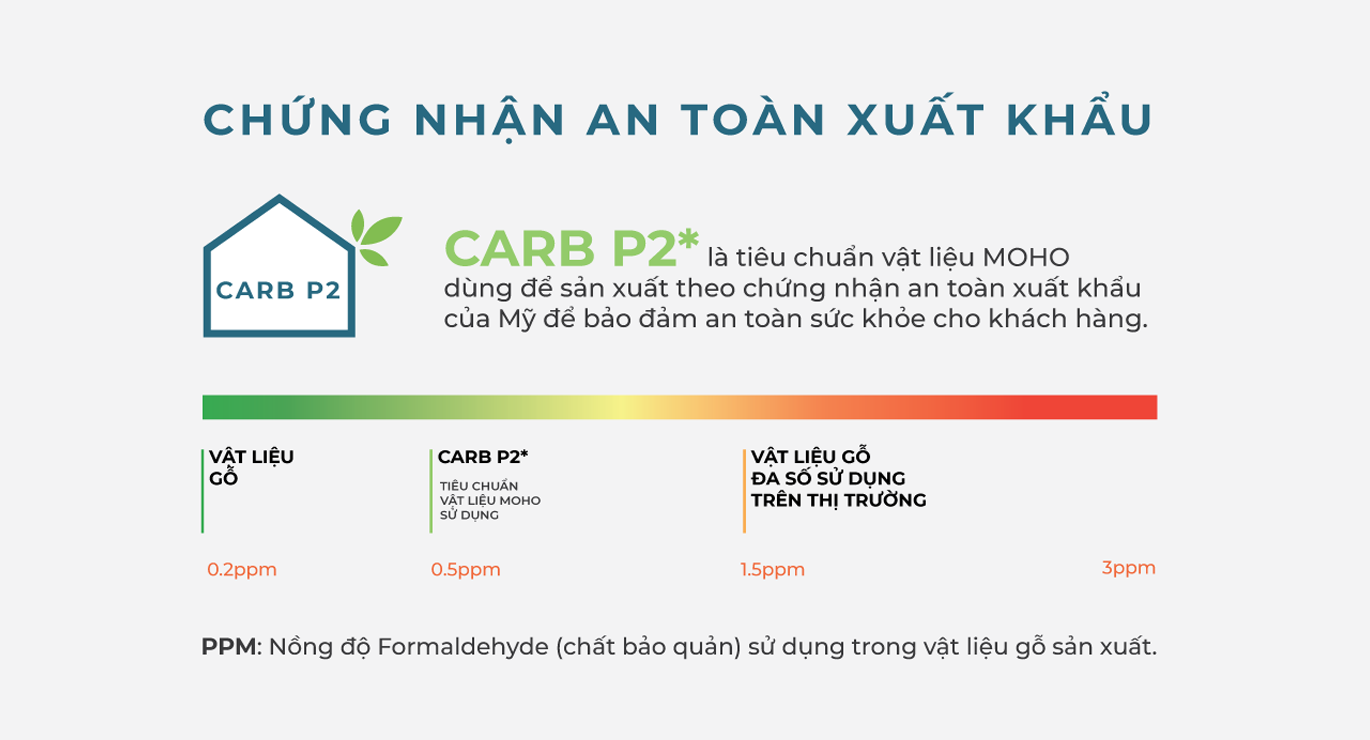 CHỨNG NHẬN AN TOÀN XUẤT KHẨU
CARB P2
CARB P2* là tiêu chuẩn vật liệu MOHO
dùng để sản xuất theo chứng nhận an toàn xuất khẩu
của Mỹ để bảo đảm an toàn sức khỏe cho khách hàng.
VẬT LIỆU
GỖ
0.2ppm
CARB P2*
TIÊU CHUẨN
VẬT LIỆU MOHO
SỬ DỤNG
0.5ppm
VẬT LIỆU GỖ
ĐA SỐ SỬ DỤNG
TRÊN THỊ TRƯỜNG
1.5ppm
3ppm
PPM: Nồng độ Formaldehyde (chất bảo quản) sử dụng trong vật liệu gỗ sản xuất.